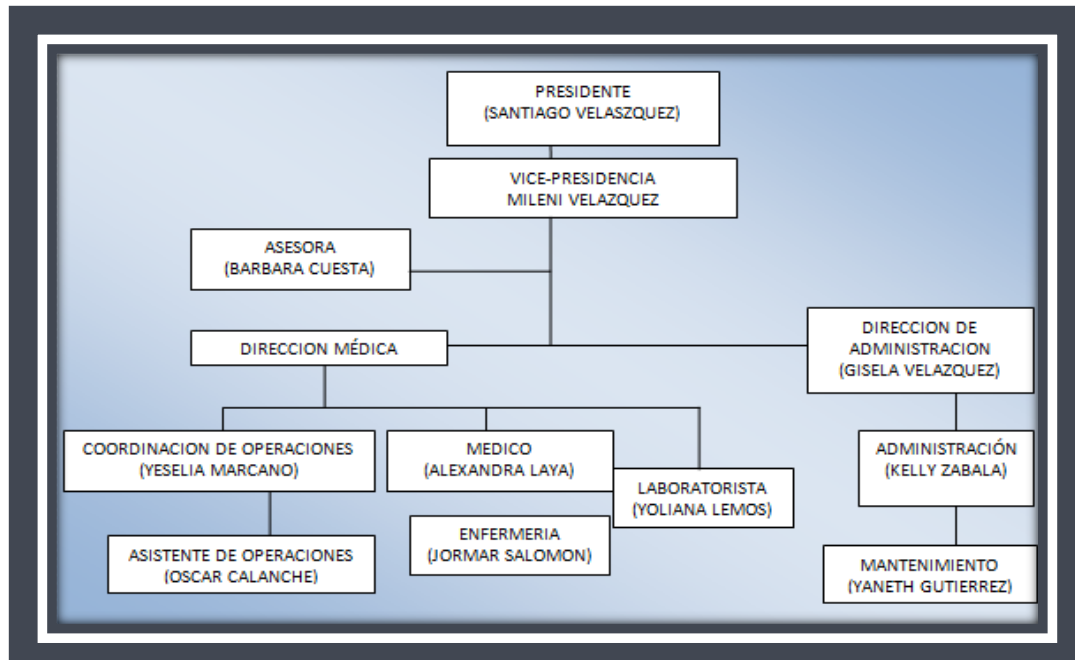 PRESIDENTE
(SANTIAGO VELASZQUEZ)
VICE-PRESIDENCIA
MILENI VELAZQUEZ
ASESORA
(BARBARA CUESTA)
DIRECCION MÉDICA
DIRECCION DE
ADMINISTRACION
(GISELA VELAZQUEZ)
COORDINACION DE OPERACIONES
(YESELIA MARCANO)
MEDICO
(ALEXANDRA LAYA)
LABORATORISTA
(YOLIANA LEMOS)
ADMINISTRACIÓN
(KELLY ZABALA)
ASISTENTE DE OPERACIONES
(OSCAR CALANCHE)
ENFERMERIA
(JORMAR SALOMON)
MANTENIMIENTO
(YANETH GUTIERREZ)